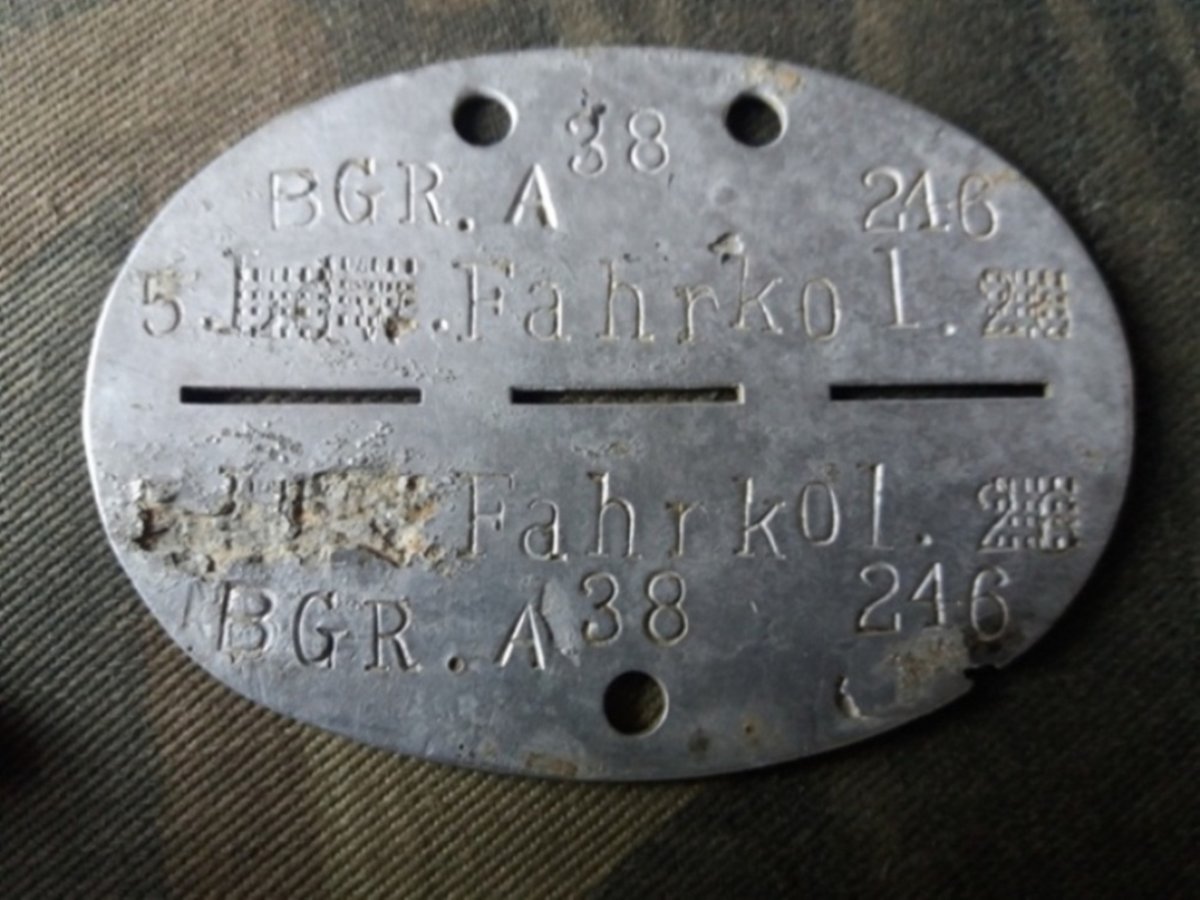 38
BGR. A 246
5. Fahrkol.
Fahrkol.
BGR. A 38 246